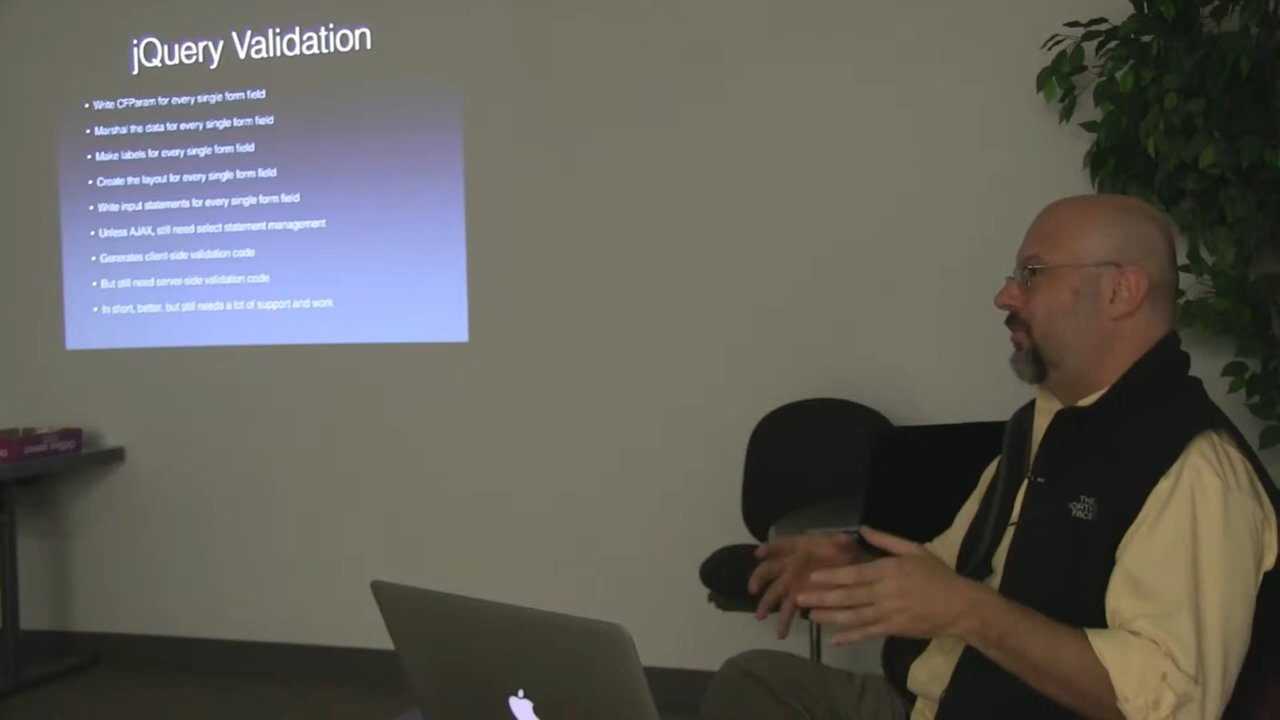 jQuery Validation
• Write CFParam for every single form field
• Marshal the data for every single form field
• Make labels for every single form field
• Create the layout for every single form field
• Write input statements for every single form field
• Unless AJAX, still need select statement management
• Generates client-side validation code
• But still need server-side validation code
• In short, better, but still needs a lot of support and work
THE
NORTH
FACE